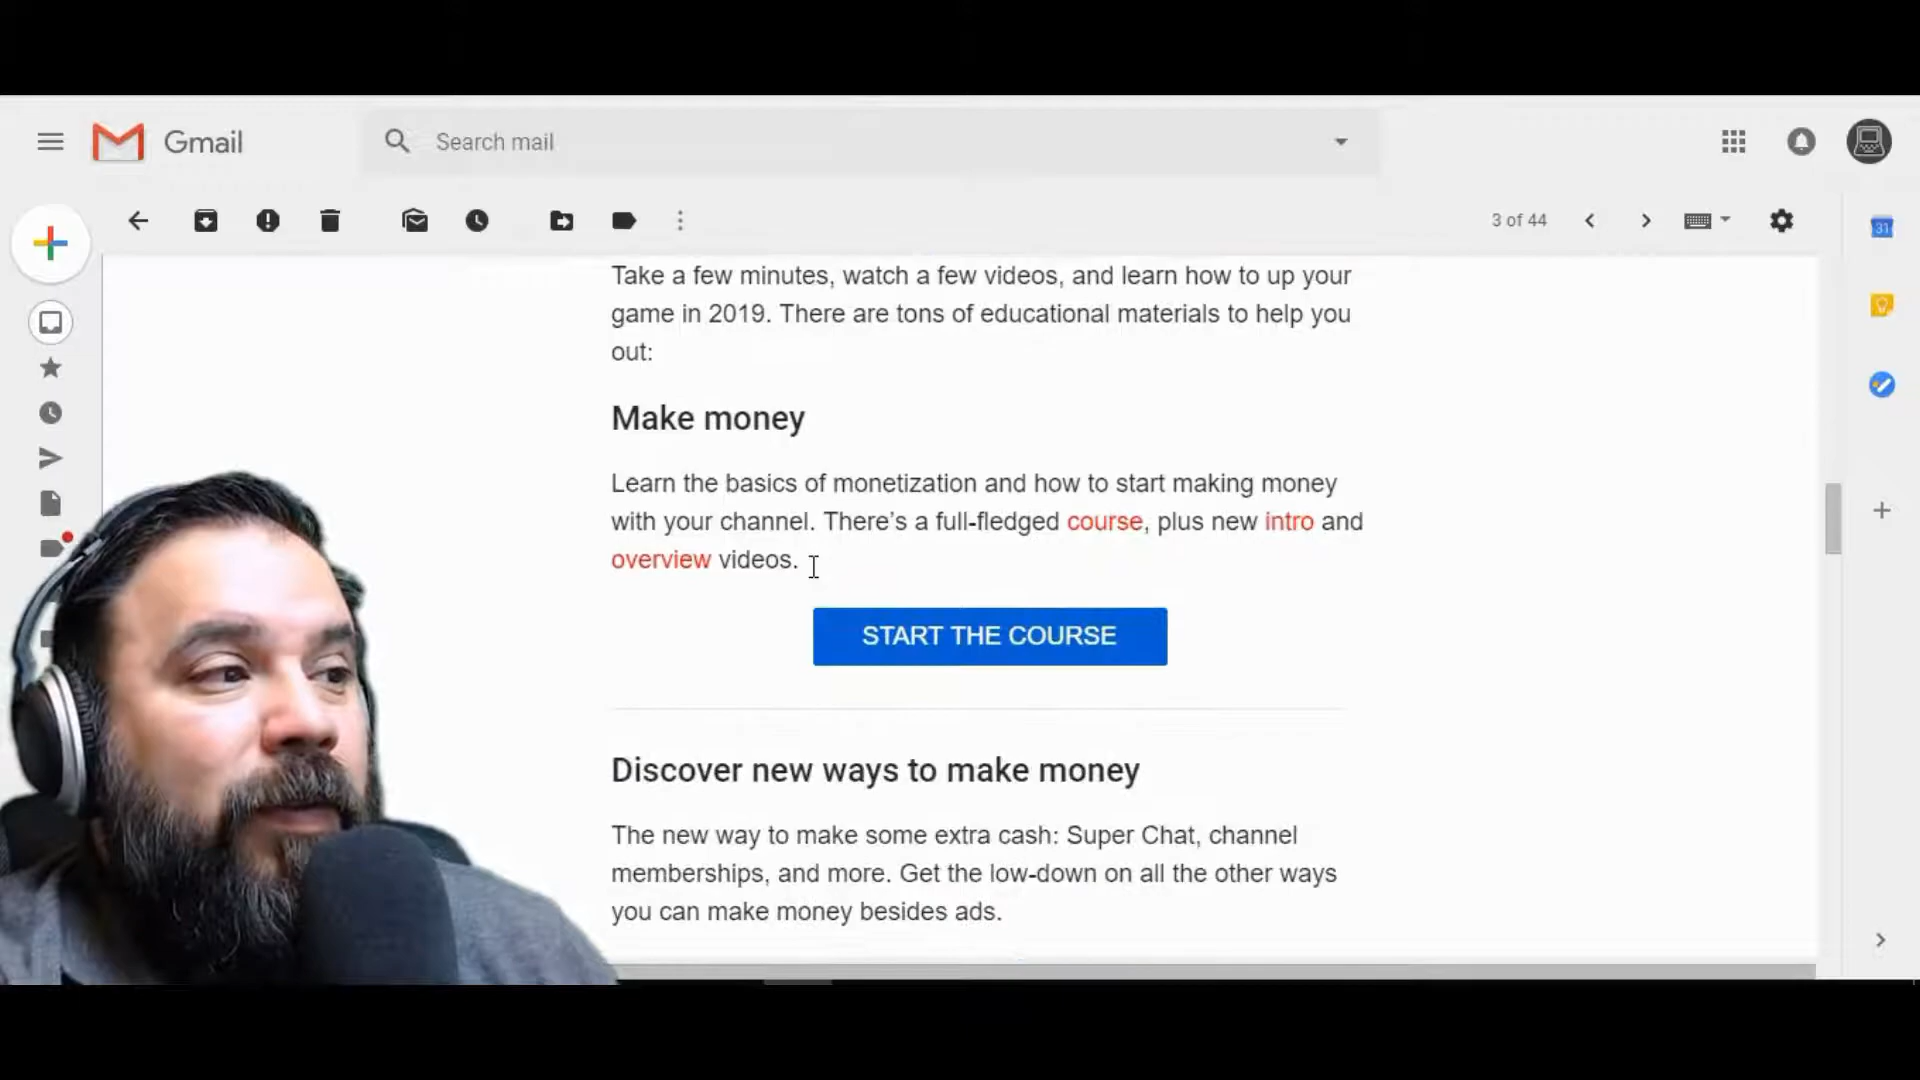 Gmail
Search mail
3 of 44
31
Take a few minutes, watch a few videos, and learn how to up your
game in 2019. There are tons of educational materials to help you
out:
Make money
Learn the basics of monetization and how to start making money
with your channel. There’s a full-fledged course, plus new intro and
overview videos.
START THE COURSE
Discover new ways to make money
The new way to make some extra cash: Super Chat, channel
memberships, and more. Get the low-down on all the other ways
you can make money besides ads.